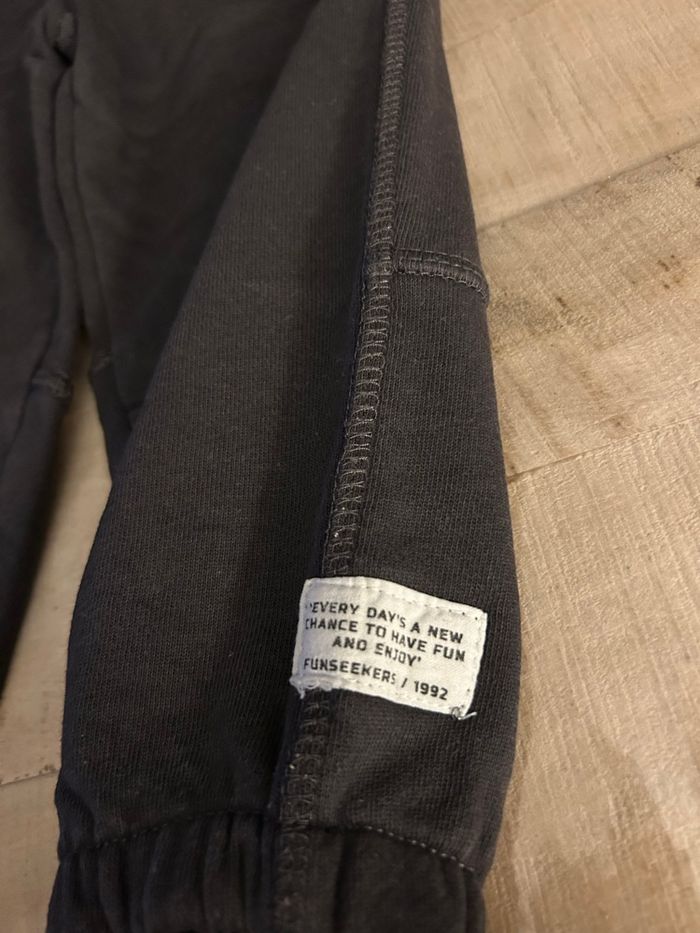 'EVERY DAY'S A NEW
CHANCE TO HAVE FUN
AND ENJOY'
FUNSEEKERS / 1992